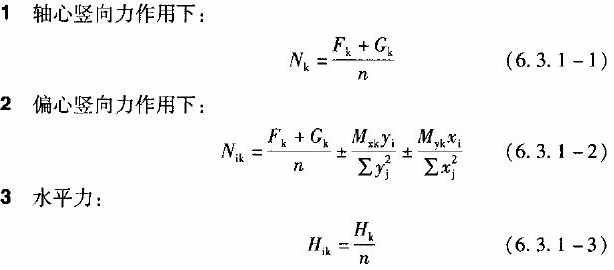 1 轴心竖向力作用下：
N_k = (F_k + G_k) / n (6.3.1-1)
2 偏心竖向力作用下：
N_ik = (F_k + G_k) / n ± M_xk y_i / ∑y_j^2 ± M_yk x_i / ∑x_j^2 (6.3.1-2)
3 水平力：
H_ik = H_k / n (6.3.1-3)